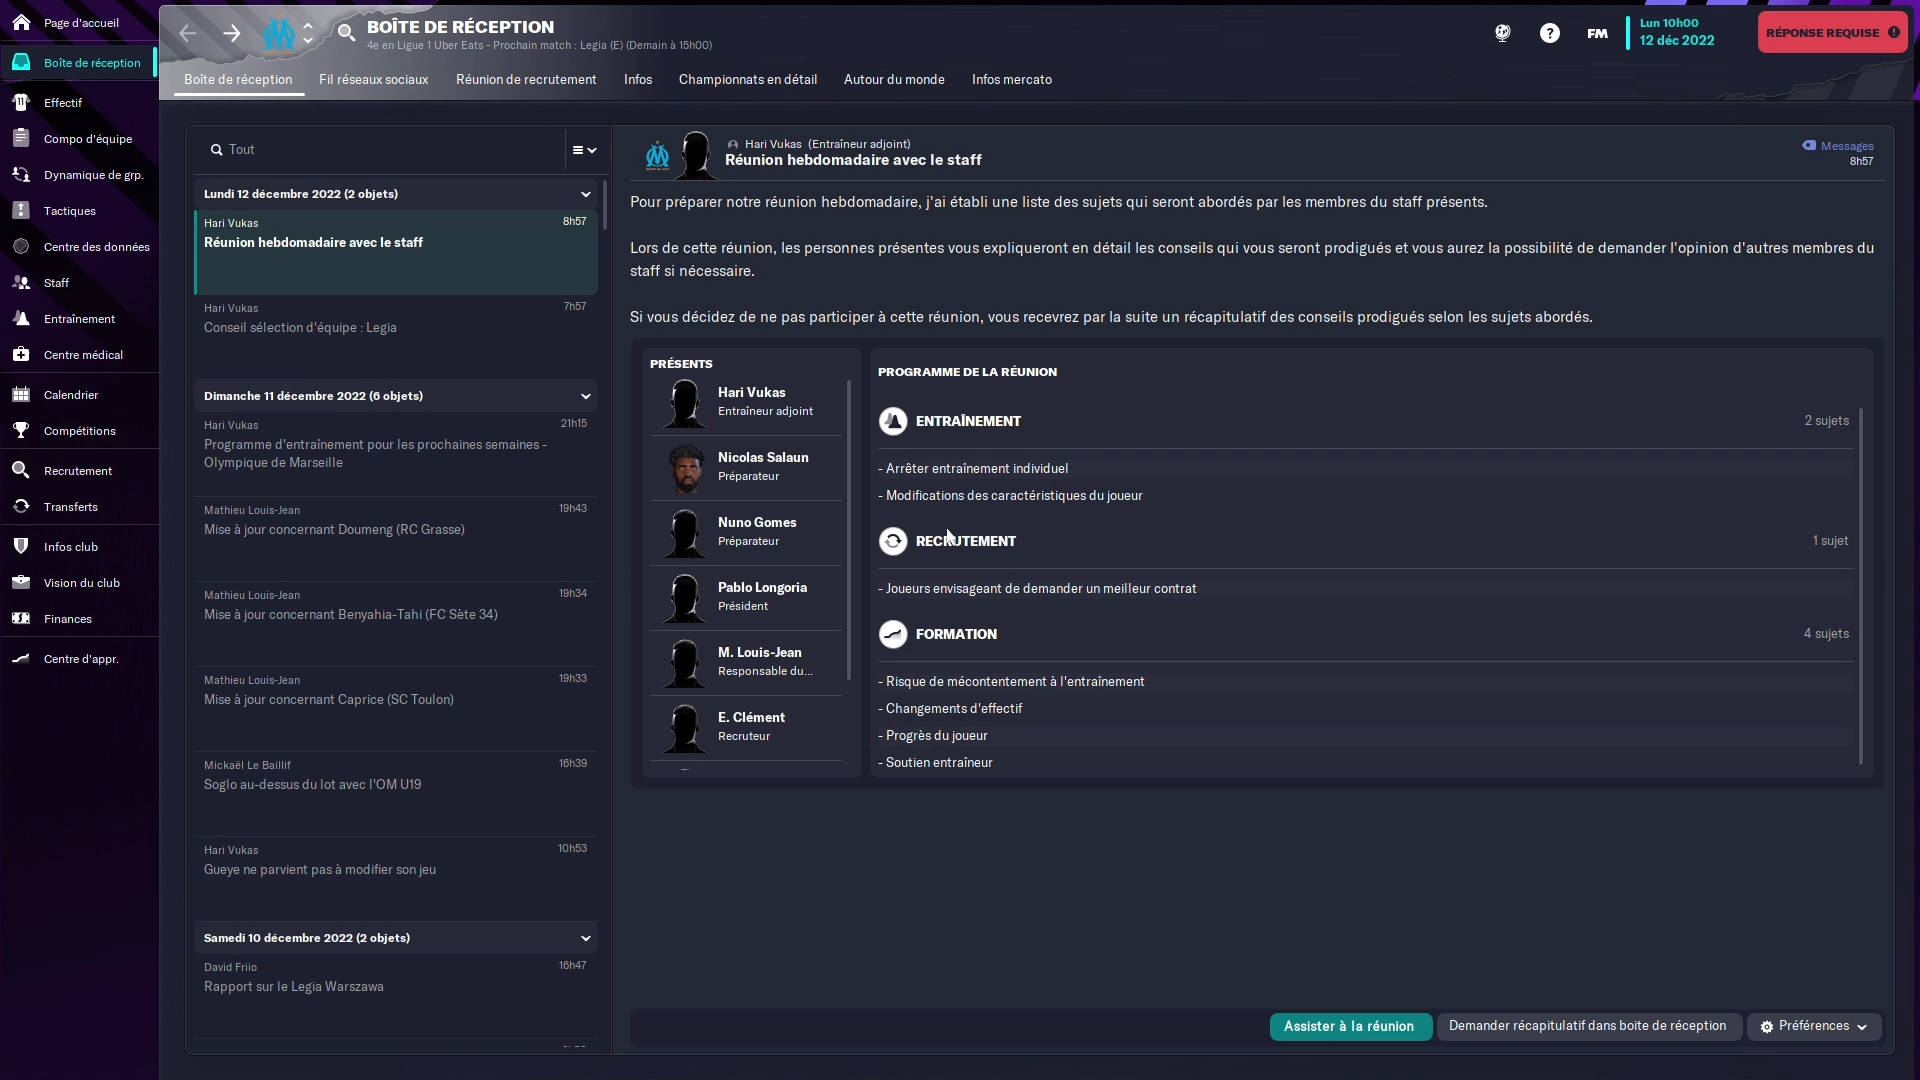 Page d'accueil
Boîte de réception
Effectif
Compo d'équipe
Dynamique de grp.
Tactiques
Centre des données
Staff
Entraînement
Centre médical
Calendrier
Compétitions
Recrutement
Transferts
Infos club
Vision du club
Finances
Centre d'appr.
BOÎTE DE RÉCEPTION
4e en Ligue 1 Uber Eats - Prochain match : Legia (E) (Demain à 15h00)
FM
Lun 10h00
12 déc 2022
RÉPONSE REQUISE
Boîte de réception Fil réseaux sociaux Réunion de recrutement Infos Championnats en détail Autour du monde Infos mercato
Tout
Lundi 12 décembre 2022 (2 objets)
Hari Vukas 8h57
Réunion hebdomadaire avec le staff
Hari Vukas 7h57
Conseil sélection d'équipe : Legia
Dimanche 11 décembre 2022 (6 objets)
Hari Vukas 21h15
Programme d'entraînement pour les prochaines semaines -
Olympique de Marseille
Mathieu Louis-Jean 19h43
Mise à jour concernant Doumeng (RC Grasse)
Mathieu Louis-Jean 19h34
Mise à jour concernant Benyahia-Tahi (FC Sète 34)
Mathieu Louis-Jean 19h33
Mise à jour concernant Caprice (SC Toulon)
Mickaël Le Baillif 16h39
Soglo au-dessus du lot avec l'OM U19
Hari Vukas 10h53
Gueye ne parvient pas à modifier son jeu
Samedi 10 décembre 2022 (2 objets)
David Friio 16h47
Rapport sur le Legia Warszawa
Hari Vukas (Entraîneur adjoint)
Réunion hebdomadaire avec le staff
Messages
8h57
Pour préparer notre réunion hebdomadaire, j'ai établi une liste des sujets qui seront abordés par les membres du staff présents.
Lors de cette réunion, les personnes présentes vous expliqueront en détail les conseils qui vous seront prodigués et vous aurez la possibilité de demander l'opinion d'autres membres du
staff si nécessaire.
Si vous décidez de ne pas participer à cette réunion, vous recevrez par la suite un récapitulatif des conseils prodigués selon les sujets abordés.
PRÉSENTS
Hari Vukas
Entraîneur adjoint
Nicolas Salaun
Préparateur
Nuno Gomes
Préparateur
Pablo Longoria
Président
M. Louis-Jean
Responsable du...
E. Clément
Recruteur
PROGRAMME DE LA RÉUNION
ENTRAÎNEMENT 2 sujets
- Arrêter entraînement individuel
- Modifications des caractéristiques du joueur
RECRUTEMENT 1 sujet
- Joueurs envisageant de demander un meilleur contrat
FORMATION 4 sujets
- Risque de mécontentement à l'entraînement
- Changements d'effectif
- Progrès du joueur
- Soutien entraîneur
Assister à la réunion Demander récapitulatif dans boite de réception Préférences